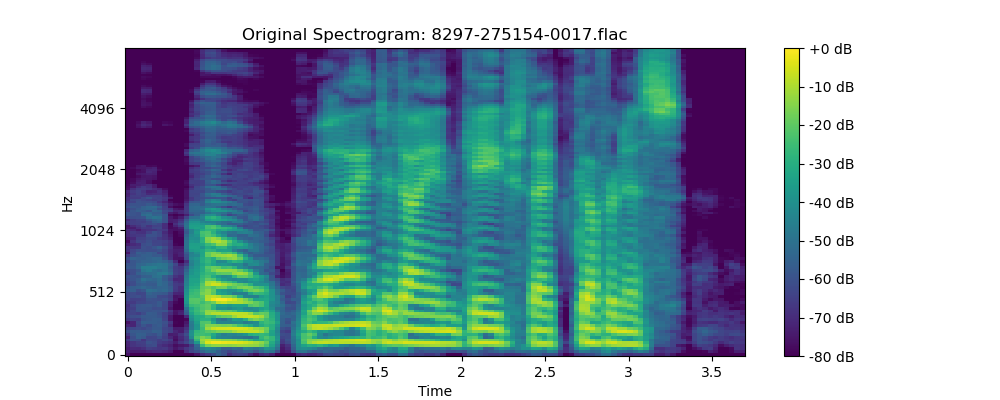 Original Spectrogram: 8297-275154-0017.flac
Hz
4096
2048
1024
512
0
0
0.5
1
1.5
2
2.5
3
3.5
Time
+0 dB
-10 dB
-20 dB
-30 dB
-40 dB
-50 dB
-60 dB
-70 dB
-80 dB